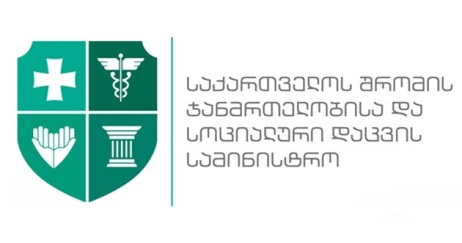 საქართველოს შრომის
ჯანმრთელობისა და
სოციალური დაცვის
სამინისტრო